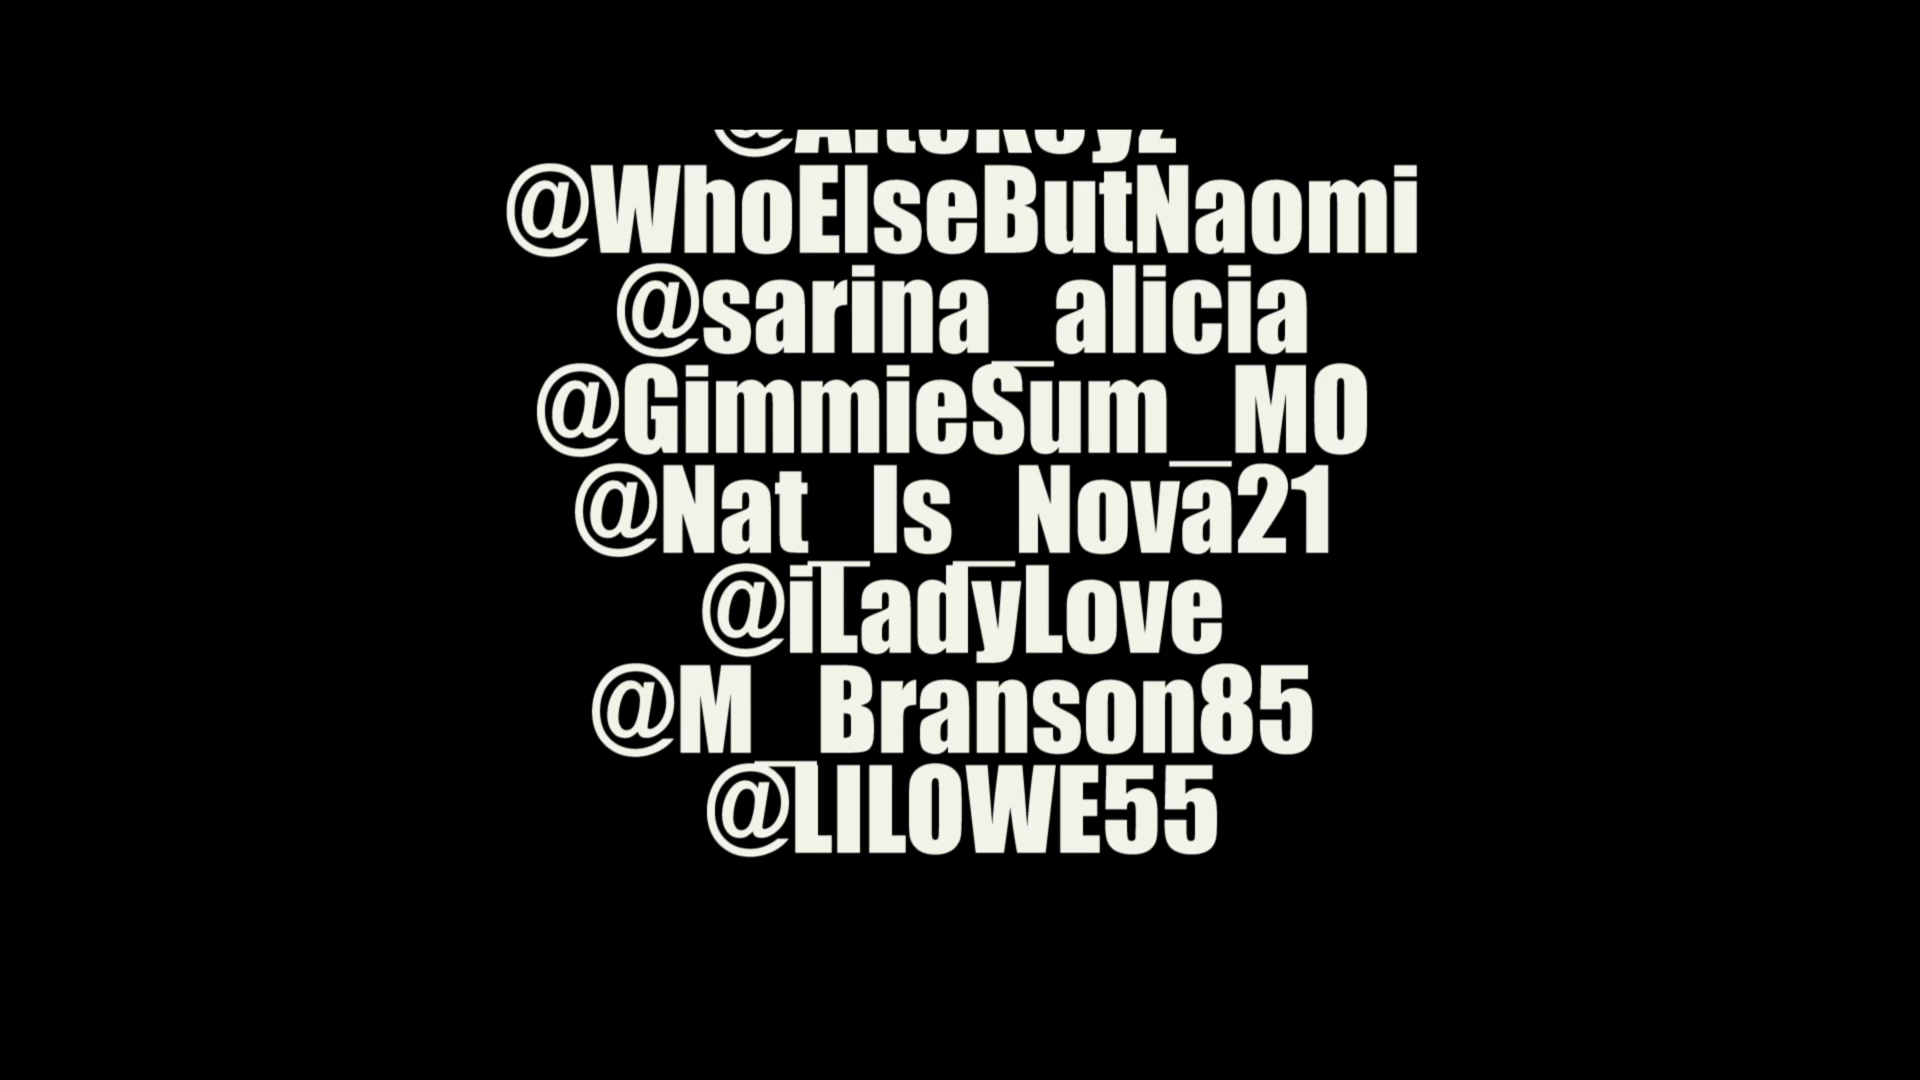 @WhoElseButNaomi
@sarina_alicia
@GimmieSum_MO
@Nat_Is_Nova21
@iLadyLove
@M_Branson85
@LILOWE55